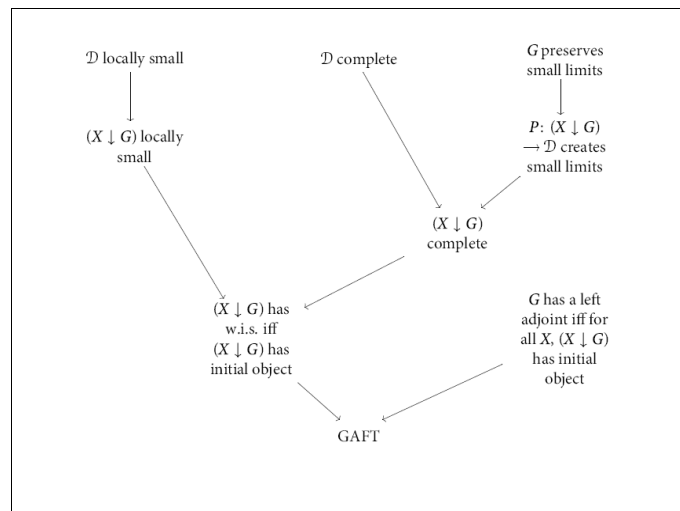 𝒟 locally small
𝒟 complete
G preserves
small limits
(X ↓ G) locally
small
P: (X ↓ G)
→ 𝒟 creates
small limits
(X ↓ G)
complete
(X ↓ G) has
w.i.s. iff
(X ↓ G) has
initial object
G has a left
adjoint iff for
all X, (X ↓ G)
has initial
object
GAFT